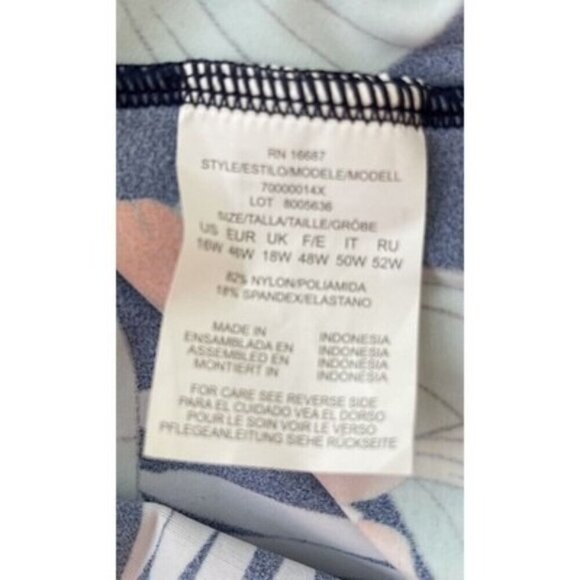 RN 16687
STYLE/ESTILO/MODELE/MODELL
70000014X
LOT 8005636
SIZE/TALLA/TAILLE/GRÖBE
US EUR UK F/E IT RU
16W 46W 18W 48W 50W 52W
82% NYLON/POLIAMIDA
18% SPANDEX/ELASTANO
MADE IN INDONESIA
ENSAMBLADA EN INDONESIA
ASSEMBLED EN INDONESIA
MONTIERT IN INDONESIA
FOR CARE SEE REVERSE SIDE
PARA EL CUIDADO VEA EL DORSO
POUR LE SOIN VOIR LE VERSO
PFLEGEANLEITUNG SIEHE RÜCKSEITE